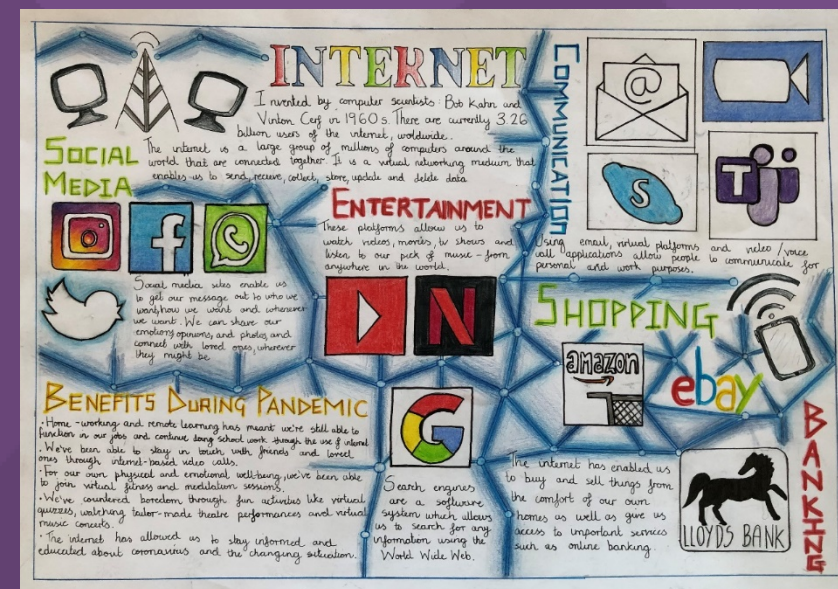 INTERNET
Invented by computer scientists: Bob Kahn and
Vinton Cerf in 1960s. There are currently 3.26
billion users of the internet, worldwide.
The internet is a large group of millions of computers around the
world that are connected together. It is a virtual networking medium that
enables us to send, receive, collect, store, update and delete data.
SOCIAL
MEDIA
f
Social media sites enable us
to get our message out to who we
want, how we want and whenever
we want. We can share our
emotions, opinions, and photos, and
connect with loved ones, wherever
they might be.
ENTERTAINMENT
These platforms allow us to
watch videos, movies, tv shows and
listen to our pick of music - from
anywhere in the world.
N
COMMUNICATION
@
S
T
Using email, virtual platforms and video / voice
call applications allow people to communicate for
personal and work purposes.
SHOPPING
amazon
ebay
BENEFITS DURING PANDEMIC
• Home-working and remote learning has meant we're still able to
function in our jobs and continue doing school work through the use of internet
• We've been able to stay in touch with friends and loved
ones through internet-based video calls.
• For our own physical and emotional well-being, we've been able
to join virtual fitness and medulation sessions.
• We've countered boredom through fun activities like virtual
quizzes, watching tailor-made theatre performances and virtual
music concerts.
• The internet has allowed us to stay informed and
educated about coronavirus and the changing situation.
G
Search engines
are a software
system which allows
us to search for any
information using the
World Wide Web.
The internet has enabled us
to buy and sell things from
the comfort of our own
homes as well as give us
access to important services
such as online banking.
LLOYDS BANK
BANKING